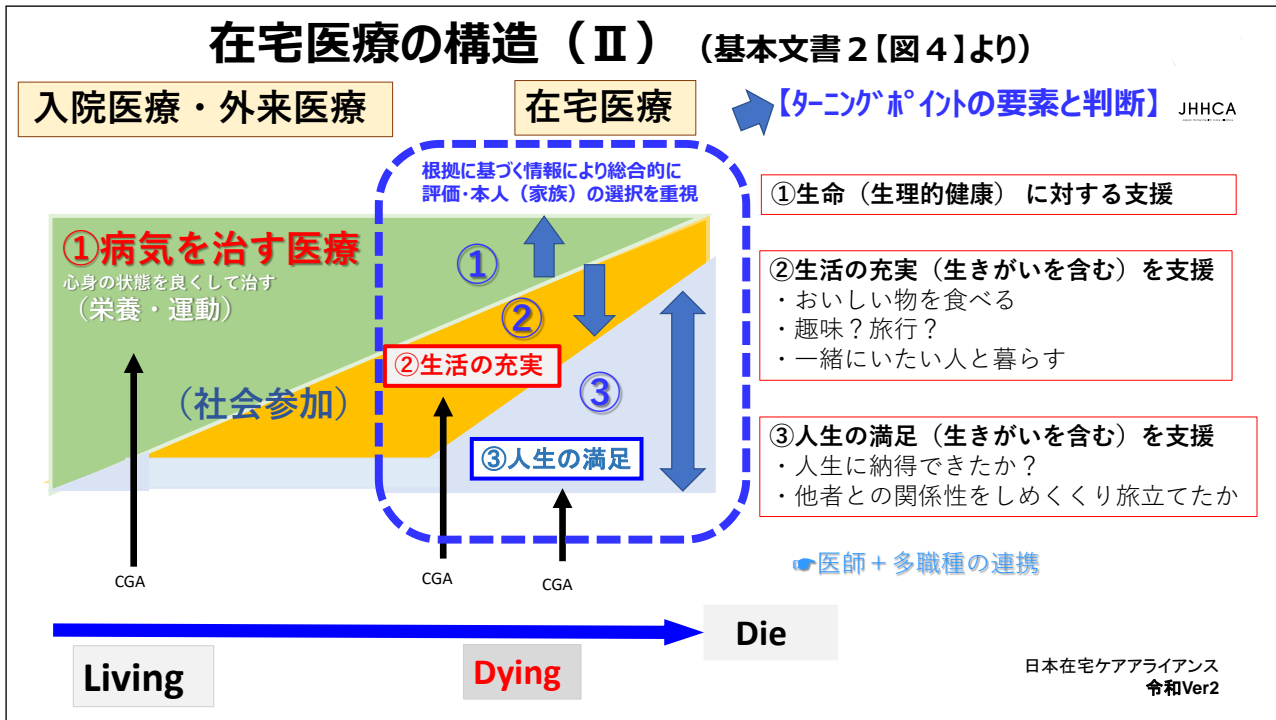 在宅医療の構造（Ⅱ）（基本文書２【図４】より）
入院医療・外来医療
在宅医療
【ﾀｰﾆﾝｸﾞﾎﾟｲﾝﾄの要素と判断】
JHHCA
根拠に基づく情報により総合的に
評価・本人（家族）の選択を重視
①病気を治す医療
心身の状態を良くして治す
（栄養・運動）
（社会参加）
①
②
②生活の充実
③
③人生の満足
CGA
CGA
CGA
①生命（生理的健康） に対する支援
②生活の充実（生きがいを含む）を支援
・おいしい物を食べる
・趣味？旅行？
・一緒にいたい人と暮らす
③人生の満足（生きがいを含む）を支援
・人生に納得できたか？
・他者との関係性をしめくくり旅立てたか
☛医師＋多職種の連携
Living
Dying
Die
日本在宅ケアアライアンス
令和Ver2